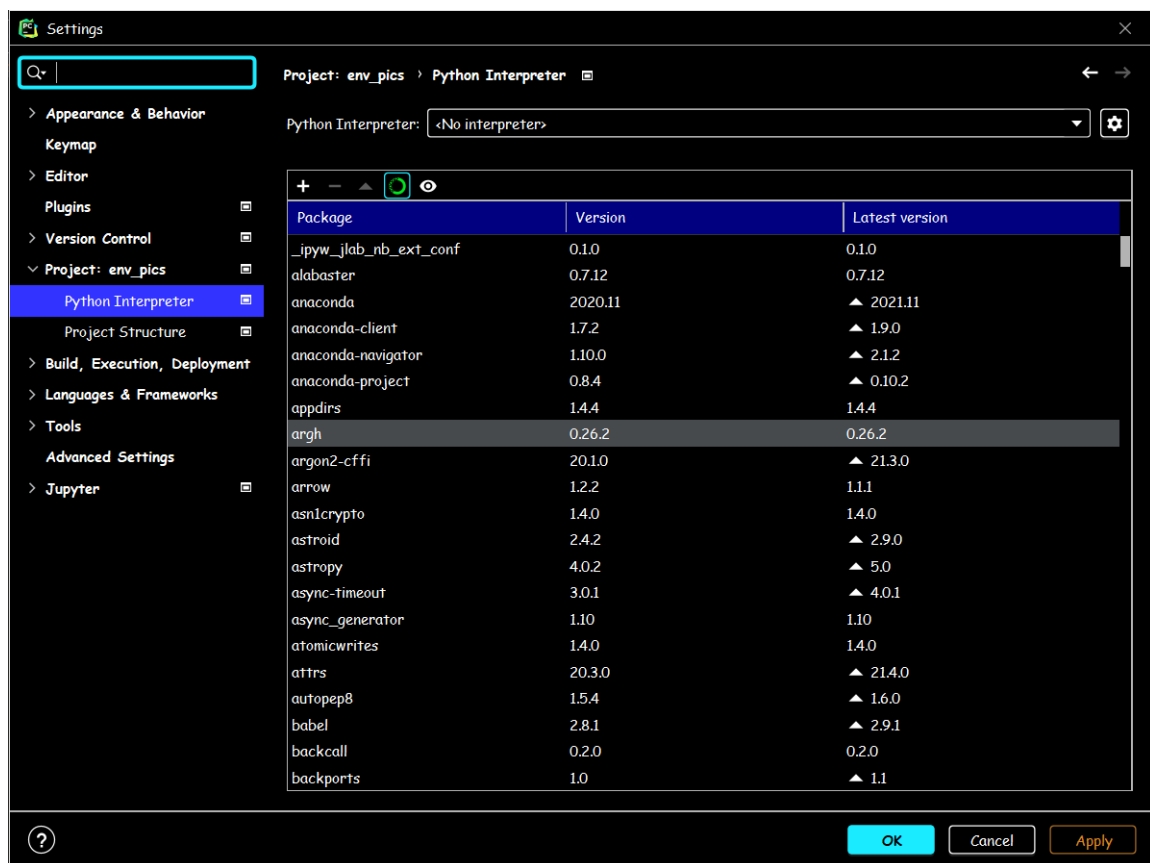 Settings
Project: env_pics › Python Interpreter
Appearance & Behavior
Keymap
Editor
Plugins
Version Control
Project: env_pics
Python Interpreter
Project Structure
Build, Execution, Deployment
Languages & Frameworks
Tools
Advanced Settings
Jupyter
Python Interpreter: <No interpreter>
Package Version Latest version
_ipyw_jlab_nb_ext_conf 0.1.0 0.1.0
alabaster 0.7.12 0.7.12
anaconda 2020.11 ▲ 2021.11
anaconda-client 1.7.2 ▲ 1.9.0
anaconda-navigator 1.10.0 ▲ 2.1.2
anaconda-project 0.8.4 ▲ 0.10.2
appdirs 1.4.4 1.4.4
argh 0.26.2 0.26.2
argon2-cffi 20.1.0 ▲ 21.3.0
arrow 1.2.2 1.1.1
asn1crypto 1.4.0 1.4.0
astroid 2.4.2 ▲ 2.9.0
astropy 4.0.2 ▲ 5.0
async-timeout 3.0.1 ▲ 4.0.1
async_generator 1.10 1.10
atomicwrites 1.4.0 1.4.0
attrs 20.3.0 ▲ 21.4.0
autopep8 1.5.4 ▲ 1.6.0
babel 2.8.1 ▲ 2.9.1
backcall 0.2.0 0.2.0
backports 1.0 ▲ 1.1
? OK Cancel Apply